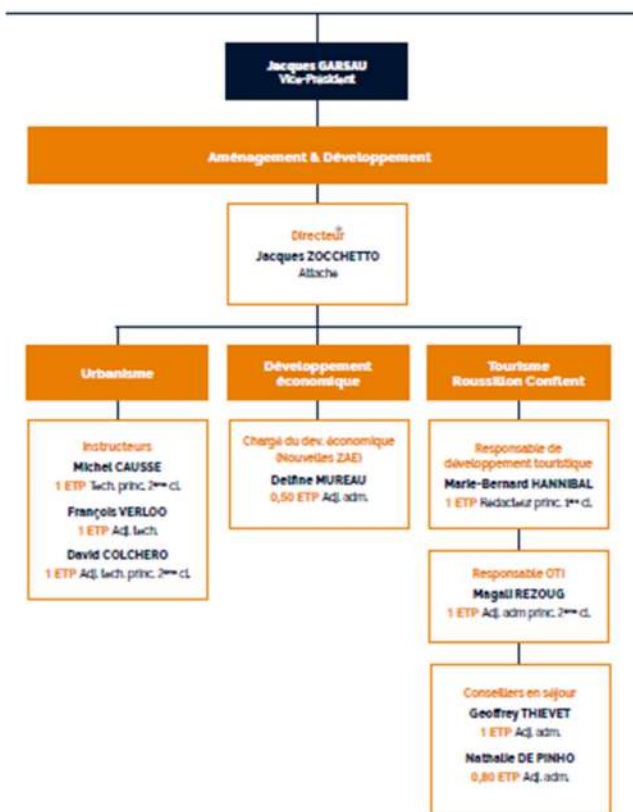 Jacques GARSAU
Vice-Président
Aménagement & Développement
Directeur
Jacques ZOCCHETTO
Attaché
Urbanisme
Instructeurs
Michel CAUSSE
1 ETP Tech. princ. 2ème cl.
François VERLOO
1 ETP Adj. tech.
David COLCHERO
1 ETP Adj. tech. princ. 2ème cl.
Développement
économique
Chargé du dev. économique
(Nouvelles ZAE)
Delfine MUREAU
0,50 ETP Adj. adm.
Tourisme
Roussillon Conflent
Responsable de
développement touristique
Marie-Bernard HANNIBAL
1 ETP Rédacteur princ. 1ère cl.
Responsable OTI
Magali REZOUG
1 ETP Adj. adm princ. 2ème cl.
Conseillers en séjour
Geoffrey THIEVET
1 ETP Adj. adm.
Nathalie DE PINHO
0,80 ETP Adj. adm.